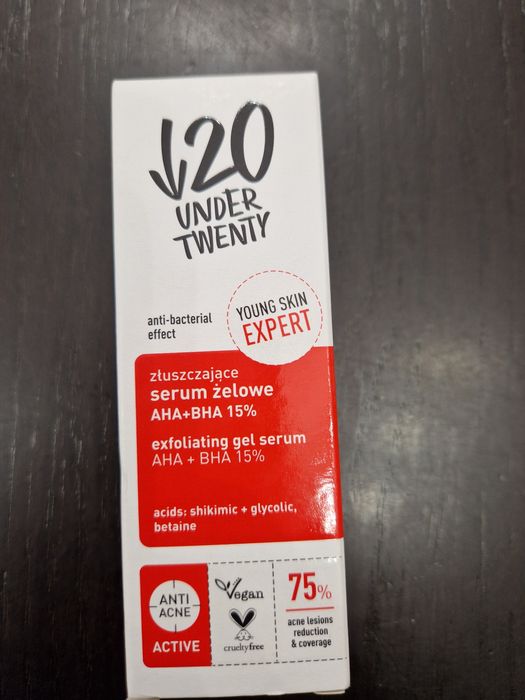 ↓20
UNDER
TWENTY
anti-bacterial
effect
YOUNG SKIN
EXPERT
złuszczające
serum żelowe
AHA+BHA 15%
exfoliating gel serum
AHA + BHA 15%
acids: shikimic + glycolic,
betaine
ANTI
ACNE
ACTIVE
Vegan
crueltyfree
75%
acne lesions
reduction
& coverage